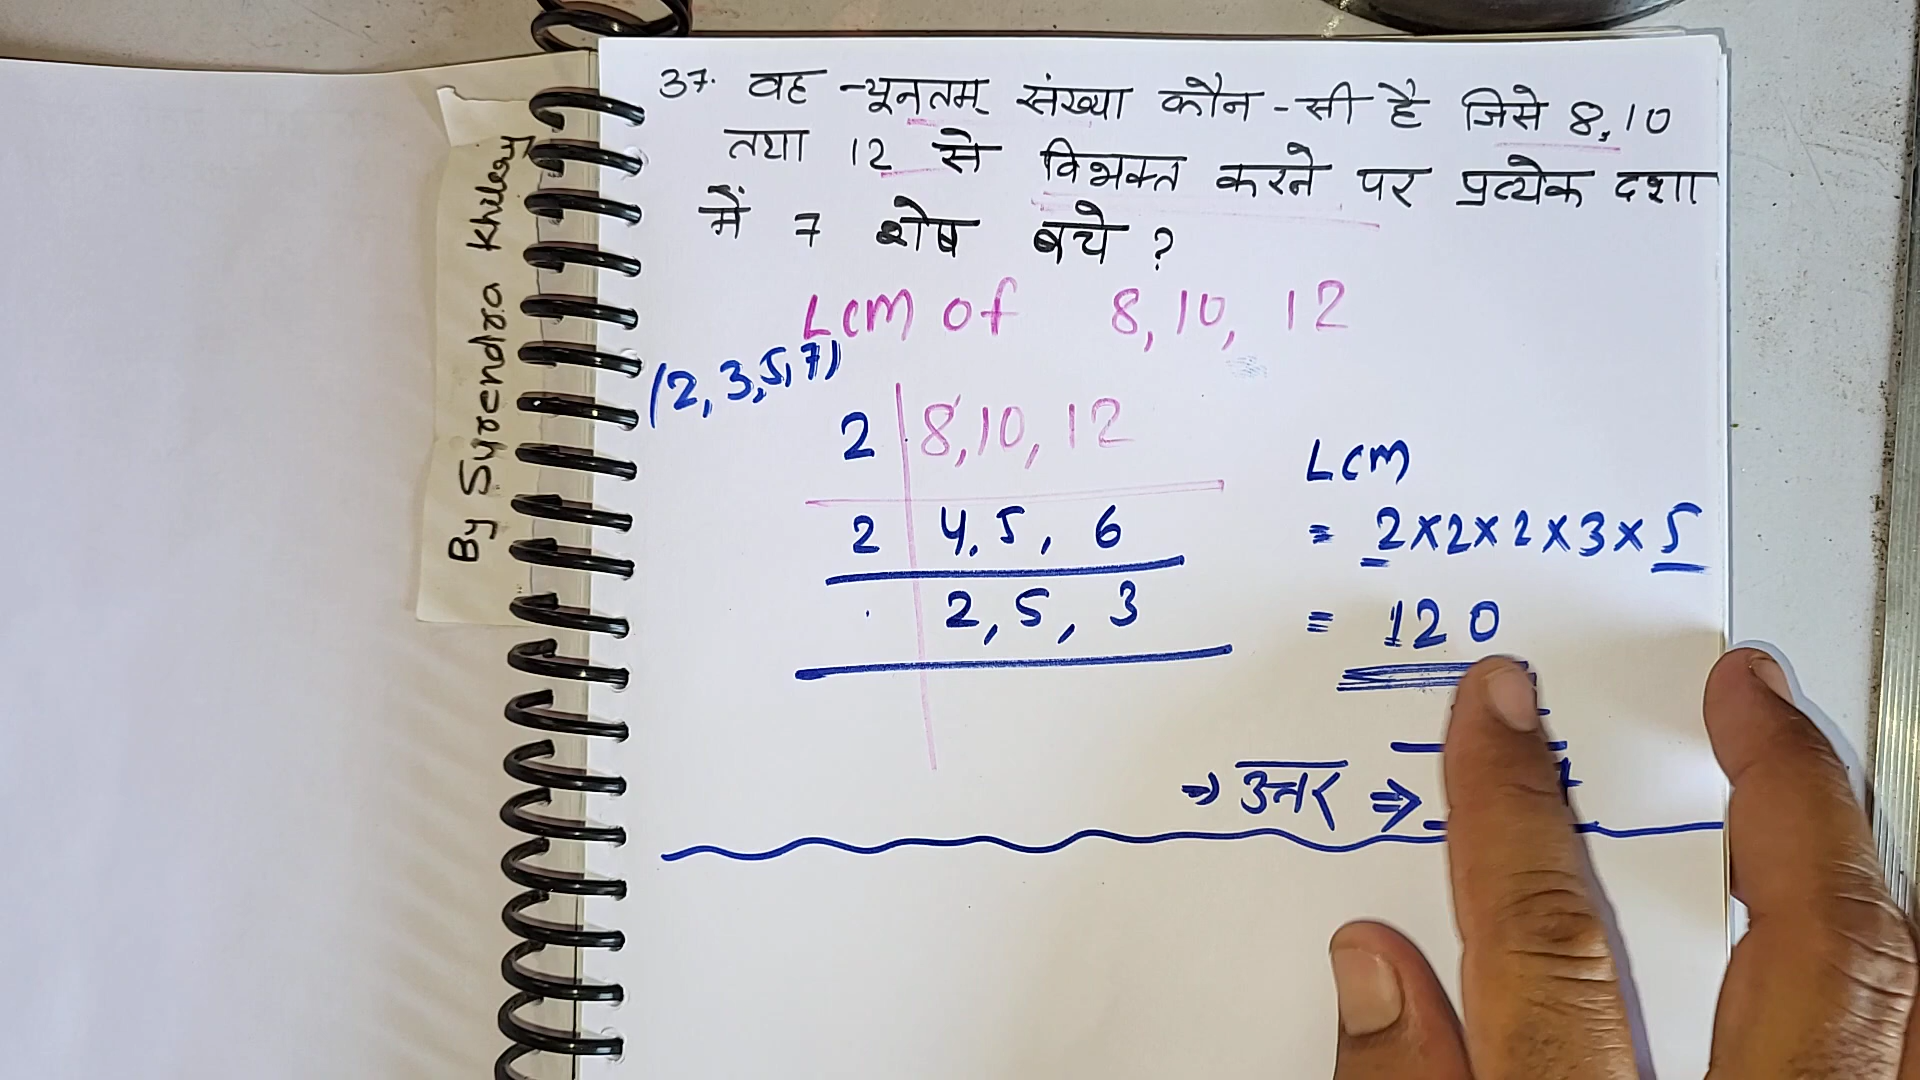 By Surendra Khilery
37. वह न्यूनतम् संख्या कौन-सी है जिसे 8,10
तथा 12 से विभक्त करने पर प्रत्येक दशा
में 7 शेष बचे ?
LCM of 8, 10, 12
(2, 3, 5, 7)
2 | 8, 10, 12
2 | 4, 5, 6
2, 5, 3
LCM
= 2×2×2×3×5
= 120
⇒ उत्तर ⇒